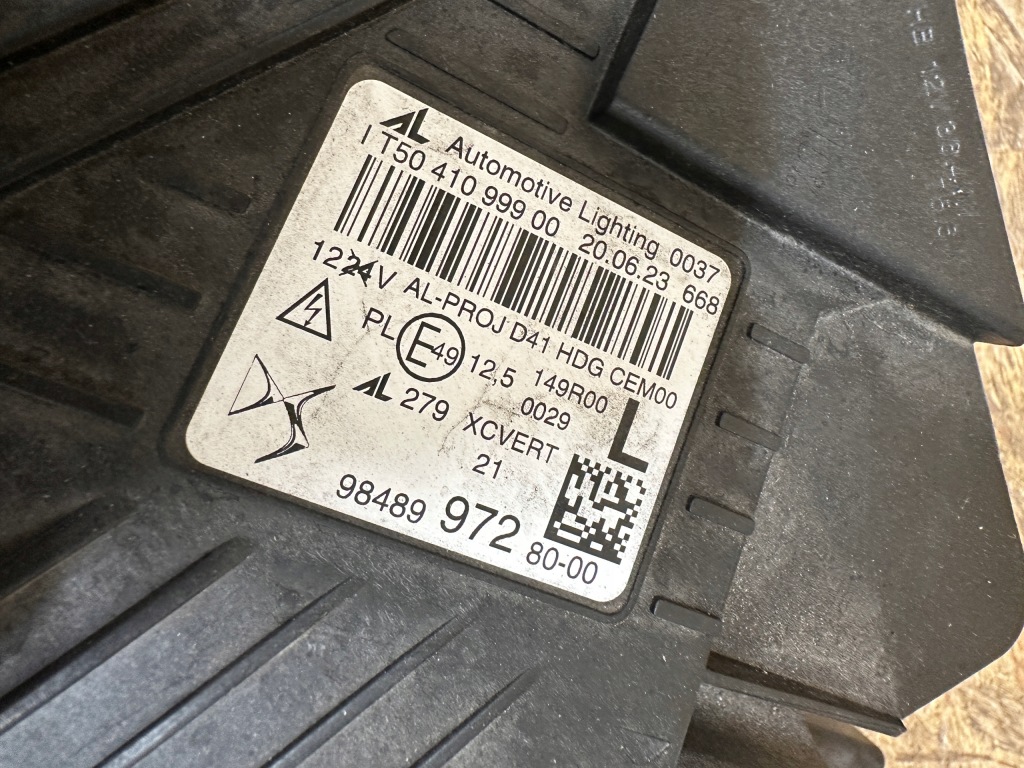 AL Automotive Lighting 0037
I T50 410 999 00 20.06.23 668
1224V AL-PROJ D41 HDG CEM00
PL E49 12,5 149R00 L
AL 279 XCVERT 0029
21
98489 972 80-00